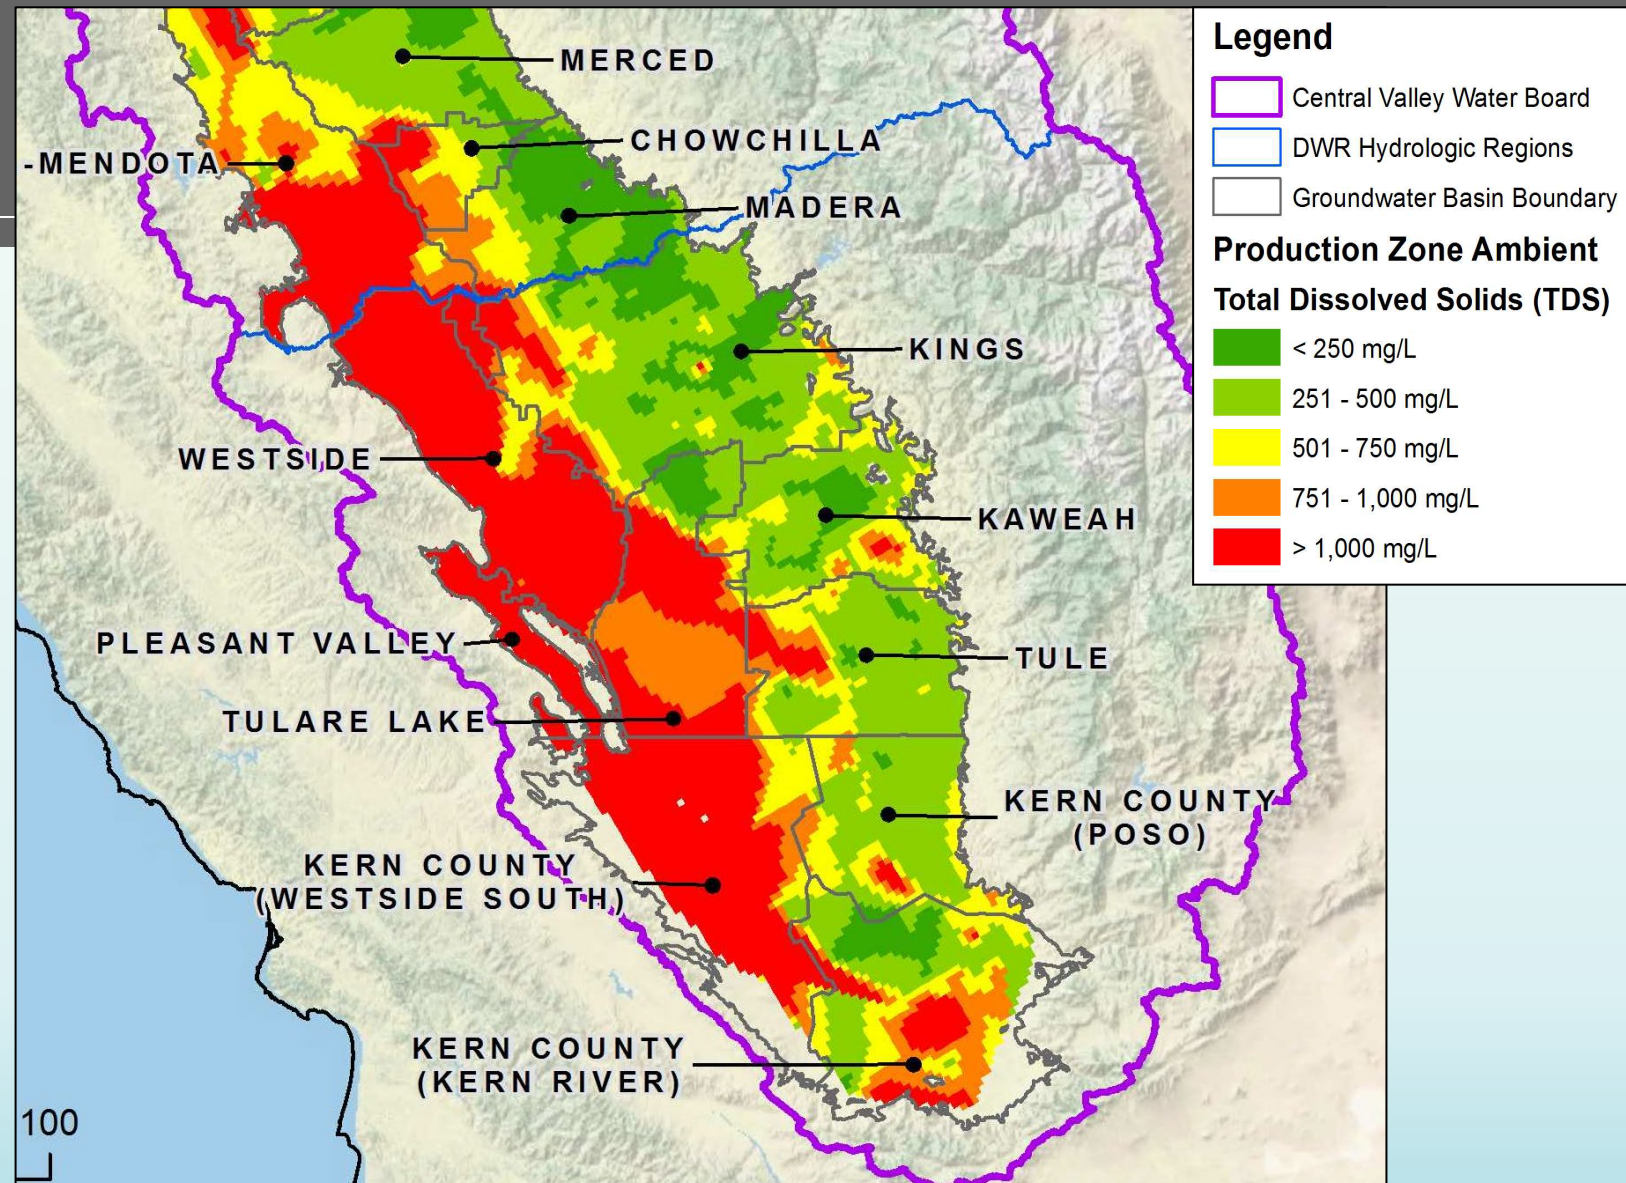 MERCED
CHOWCHILLA
-MENDOTA
MADERA
KINGS
WESTSIDE
KAWEAH
PLEASANT VALLEY
TULE
TULARE LAKE
KERN COUNTY
(POSO)
KERN COUNTY
(WESTSIDE SOUTH)
KERN COUNTY
(KERN RIVER)
100
Legend
Central Valley Water Board
DWR Hydrologic Regions
Groundwater Basin Boundary
Production Zone Ambient
Total Dissolved Solids (TDS)
< 250 mg/L
251 - 500 mg/L
501 - 750 mg/L
751 - 1,000 mg/L
> 1,000 mg/L